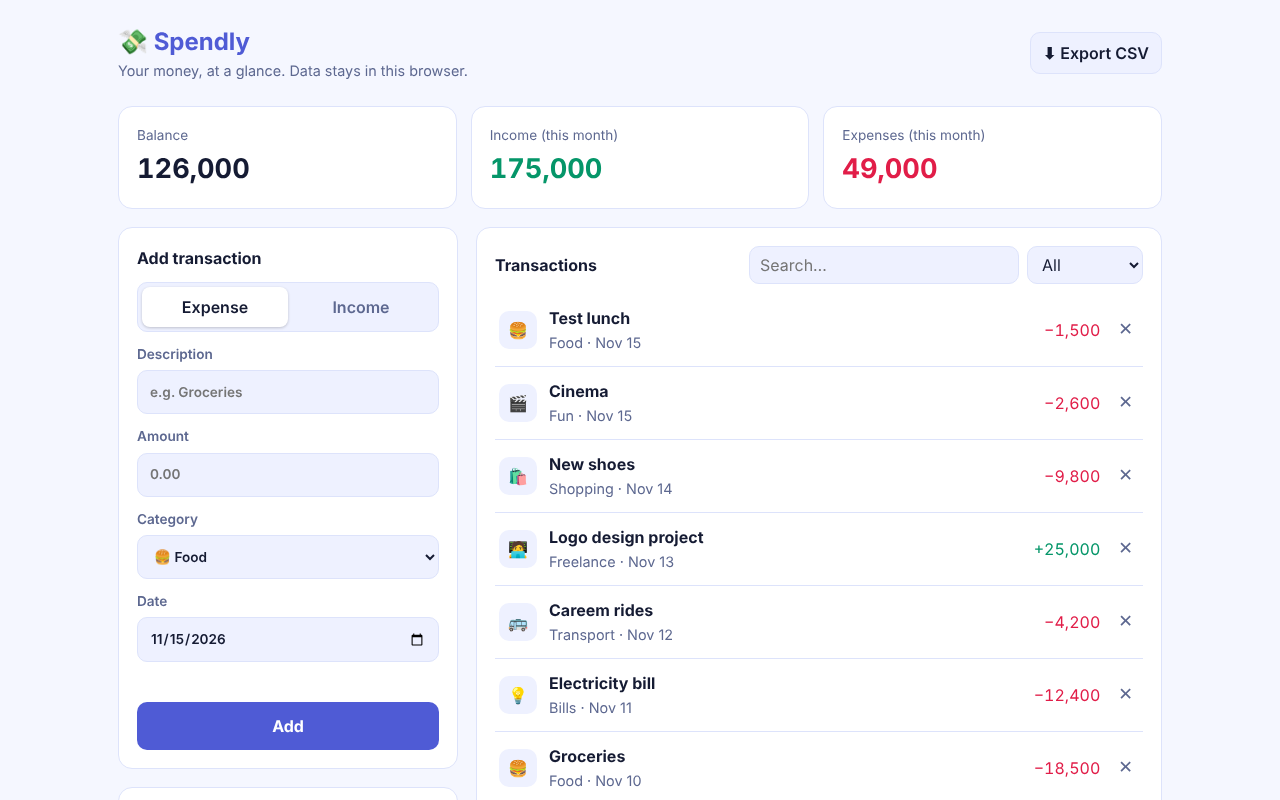 💸 Spendly
Your money, at a glance. Data stays in this browser.
⬇ Export CSV
Balance
126,000
Income (this month)
175,000
Expenses (this month)
49,000
Add transaction
Expense
Income
Description
e.g. Groceries
Amount
0.00
Category
🍔 Food
Date
11/15/2026
Add
Transactions
Search...
All
Test lunch
Food · Nov 15
−1,500 ✕
Cinema
Fun · Nov 15
−2,600 ✕
New shoes
Shopping · Nov 14
−9,800 ✕
Logo design project
Freelance · Nov 13
+25,000 ✕
Careem rides
Transport · Nov 12
−4,200 ✕
Electricity bill
Bills · Nov 11
−12,400 ✕
Groceries
Food · Nov 10
−18,500 ✕